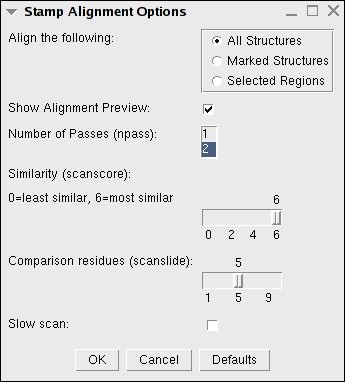 Stamp Alignment Options
Align the following:
All Structures
Marked Structures
Selected Regions
Show Alignment Preview:
Number of Passes (npass):
1
2
Similarity (scanscore):
0=least similar, 6=most similar
6
0 2 4 6
Comparison residues (scanslide):
5
1 5 9
Slow scan:
OK Cancel Defaults